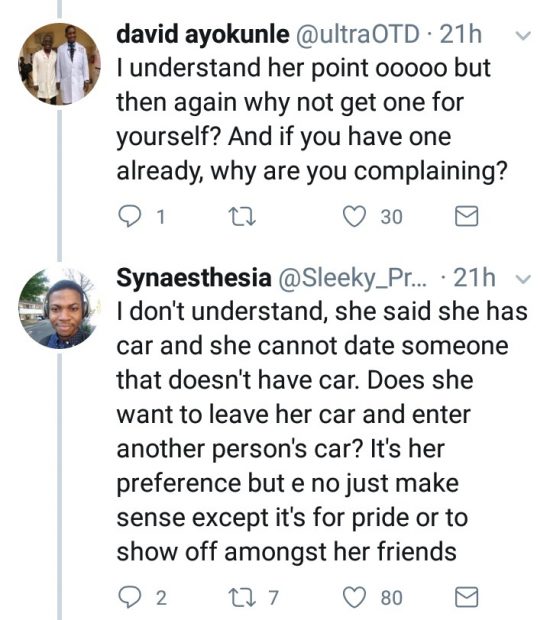 david ayokunle @ultraOTD · 21h
I understand her point ooooo but
then again why not get one for
yourself? And if you have one
already, why are you complaining?
1 30
Synaesthesia @Sleeky_Pr... · 21h
I don't understand, she said she has
car and she cannot date someone
that doesn't have car. Does she
want to leave her car and enter
another person's car? It's her
preference but e no just make
sense except it's for pride or to
show off amongst her friends
2 7 80